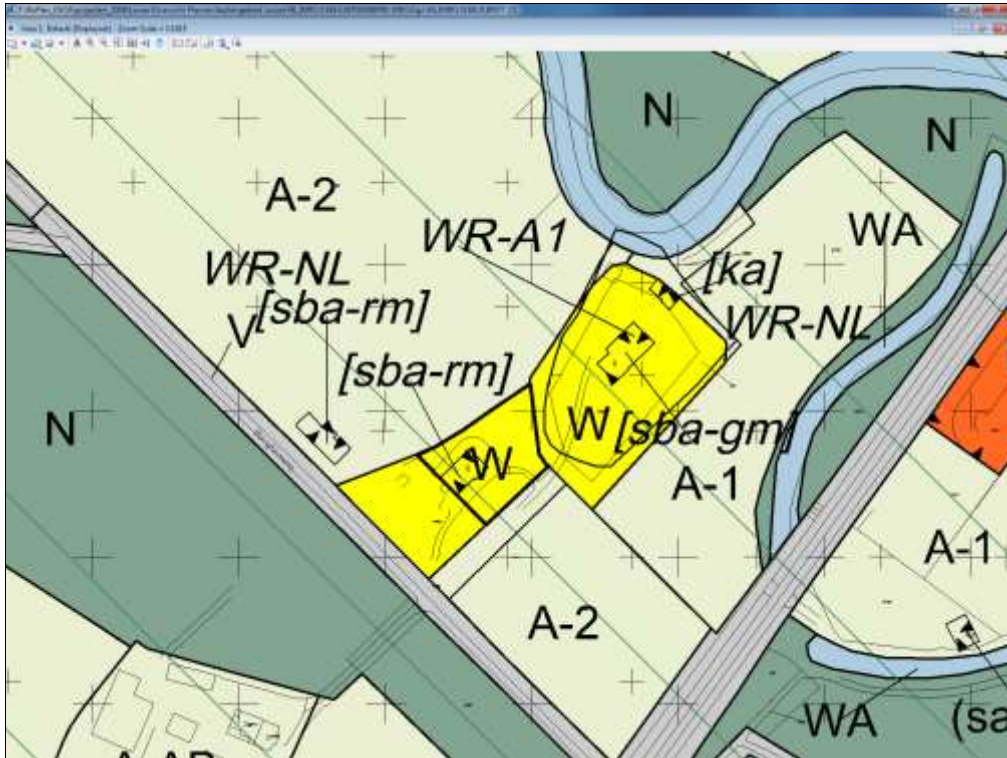 N
N
A-2
WR-A1
WA
WR-NL
[ka]
[sba-rm]
V
WR-NL
[sba-rm]
N
W
[sba-gm]
W
A-1
A-1
A-2
WA
(sa